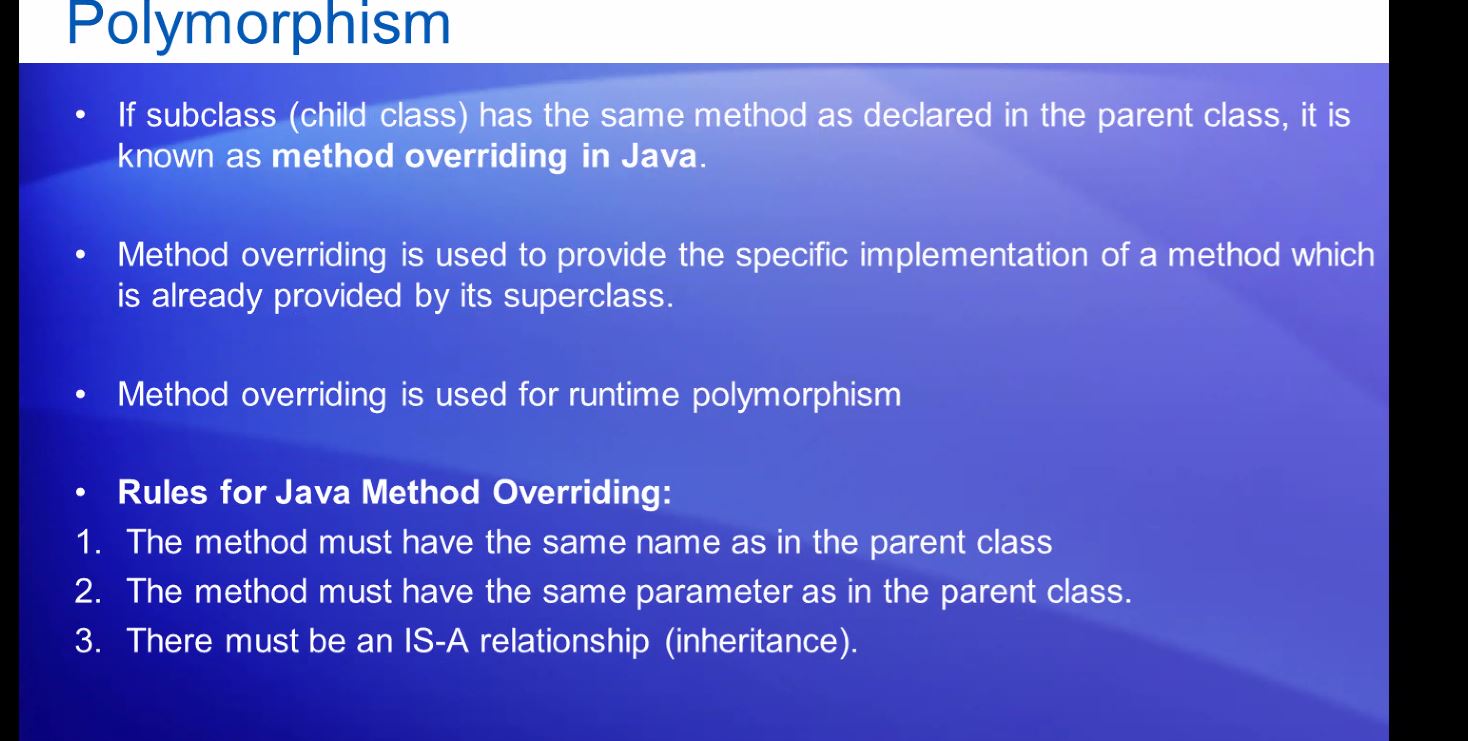 Polymorphism
• If subclass (child class) has the same method as declared in the parent class, it is
known as method overriding in Java.
• Method overriding is used to provide the specific implementation of a method which
is already provided by its superclass.
• Method overriding is used for runtime polymorphism
• Rules for Java Method Overriding:
1. The method must have the same name as in the parent class
2. The method must have the same parameter as in the parent class.
3. There must be an IS-A relationship (inheritance).